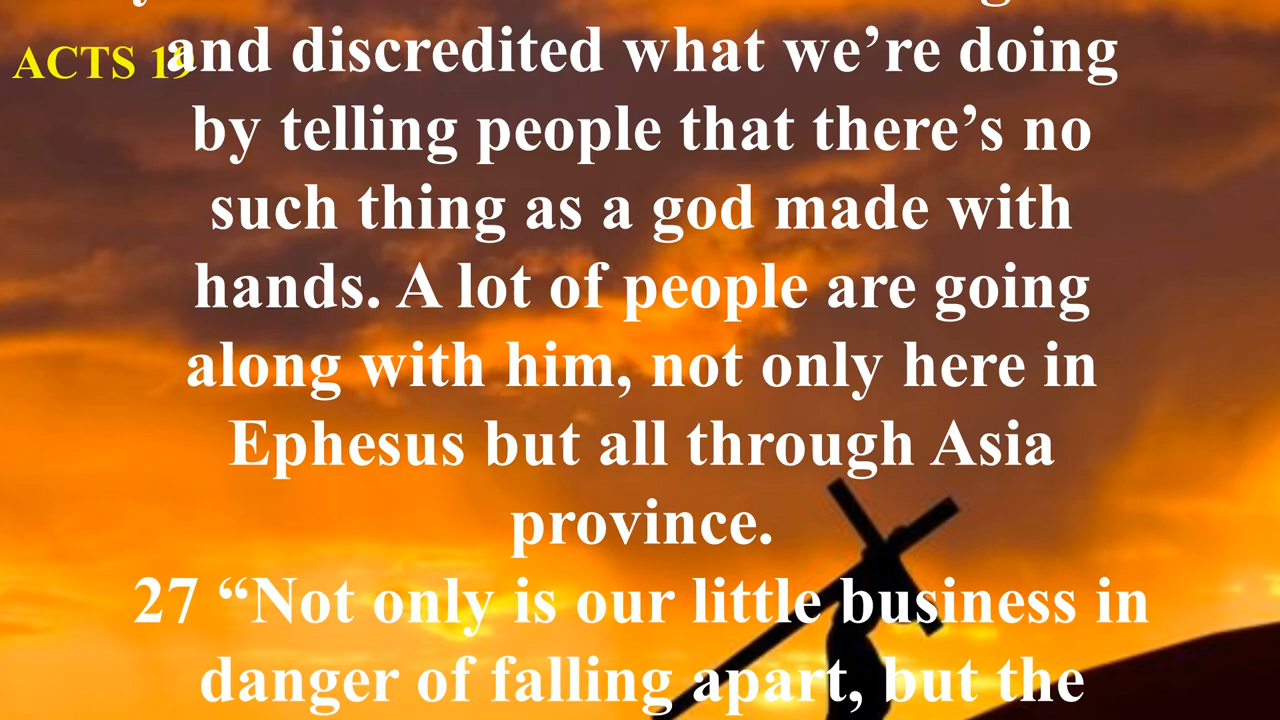 ACTS 19
and discredited what we’re doing
by telling people that there’s no
such thing as a god made with
hands. A lot of people are going
along with him, not only here in
Ephesus but all through Asia
province.
27 “Not only is our little business in
danger of falling apart, but the